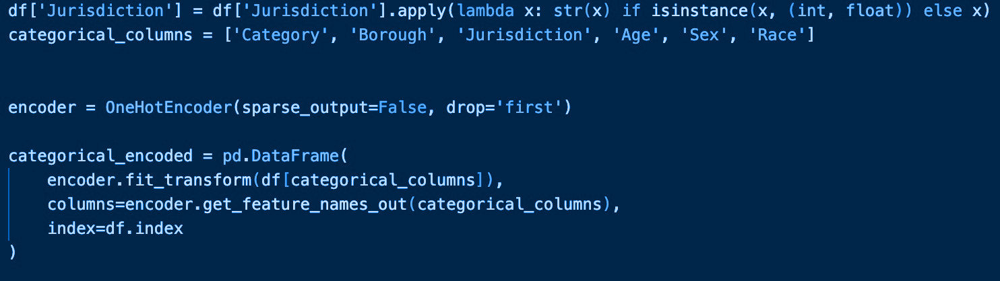 df['Jurisdiction'] = df['Jurisdiction'].apply(lambda x: str(x) if isinstance(x, (int, float)) else x)
categorical_columns = ['Category', 'Borough', 'Jurisdiction', 'Age', 'Sex', 'Race']
encoder = OneHotEncoder(sparse_output=False, drop='first')
categorical_encoded = pd.DataFrame(
    encoder.fit_transform(df[categorical_columns]),
    columns=encoder.get_feature_names_out(categorical_columns),
    index=df.index
)